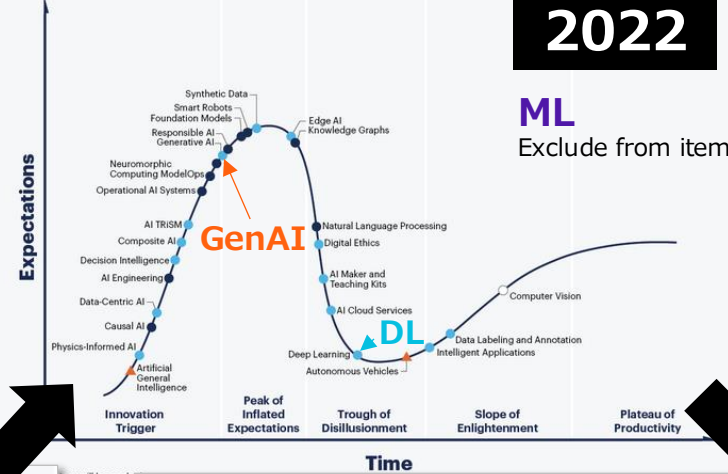 2022
ML
Exclude from item
Expectations
Synthetic Data
Smart Robots
Foundation Models
Responsible AI
Generative AI
Neuromorphic
Computing
ModelOps
Operational AI Systems
AI TRiSM
Composite AI
Decision Intelligence
AI Engineering
Data-Centric AI
Causal AI
Physics-Informed AI
Artificial
General
Intelligence
GenAI
Edge AI
Knowledge Graphs
Natural Language Processing
Digital Ethics
AI Maker and
Teaching Kits
AI Cloud Services
DL
Deep Learning
Autonomous Vehicles
Data Labeling and Annotation
Intelligent Applications
Computer Vision
Innovation
Trigger
Peak of
Inflated
Expectations
Trough of
Disillusionment
Slope of
Enlightenment
Plateau of
Productivity
Time